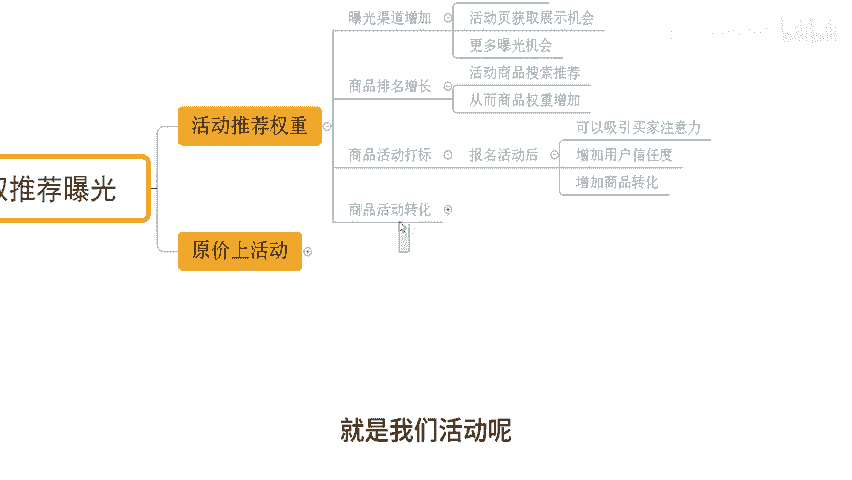 曝光渠道增加
活动页获取展示机会
更多曝光机会
商品排名增长
活动商品搜索推荐
从而商品权重增加
活动推荐权重
商品活动打标
报名活动后
可以吸引买家注意力
增加用户信任度
增加商品转化
推荐曝光
商品活动转化
原价上活动
就是我们活动呢
bilibili